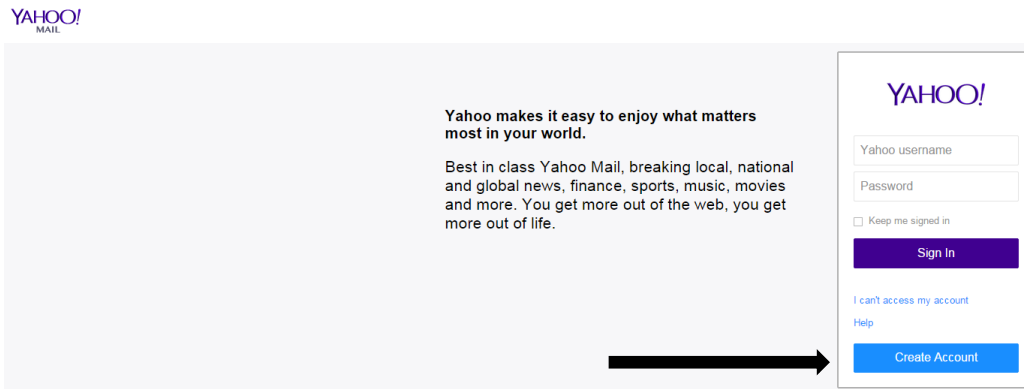 YAHOO!
MAIL
Yahoo makes it easy to enjoy what matters
most in your world.
Best in class Yahoo Mail, breaking local, national
and global news, finance, sports, music, movies
and more. You get more out of the web, you get
more out of life.
YAHOO!
Yahoo username
Password
Keep me signed in
Sign In
I can't access my account
Help
Create Account